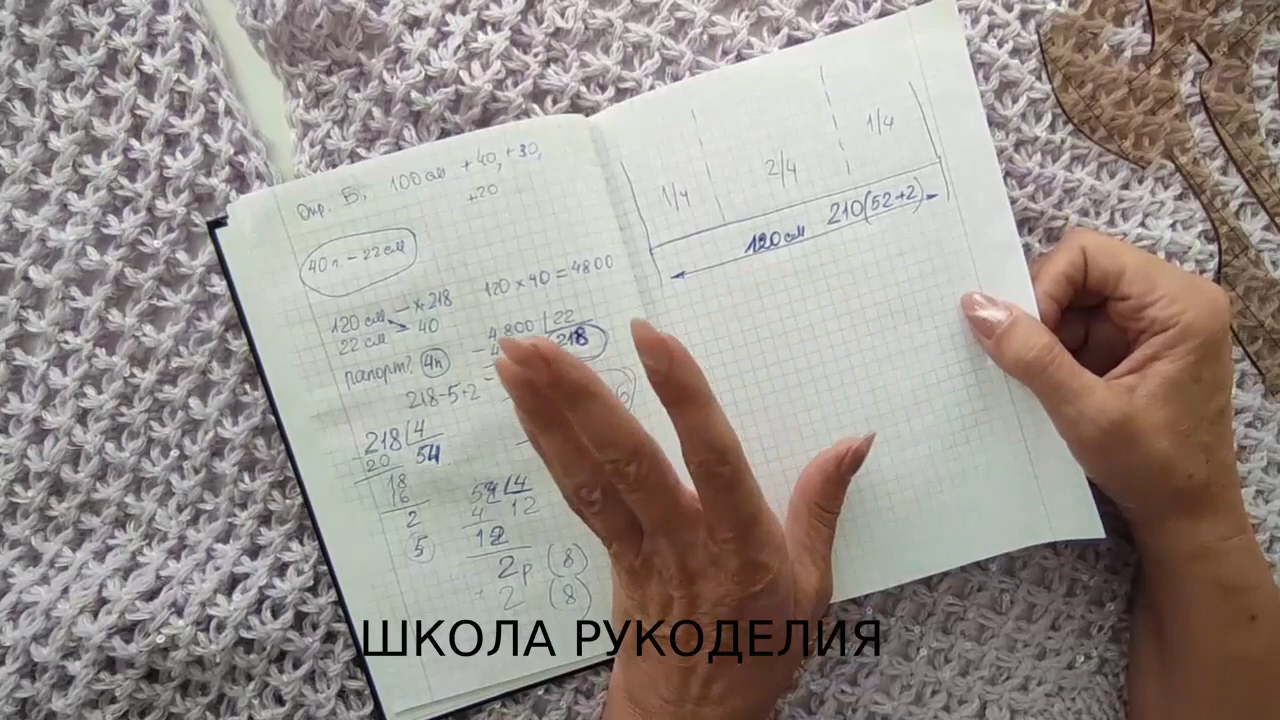 Опр. Б. 100 см +40, +30,
+20
40 п. - 22 см
120 см – x 218
22 см 40
120 x 40 = 4800
4800 22
218
рапорт? 4п
218-5+2 =
218 4
20 54
18
16
2
5
54 4
4 12
12
2р (8)
2 (8)
1/4 2/4 1/4
120 см 210(52+2)
ШКОЛА РУКОДЕЛИЯ